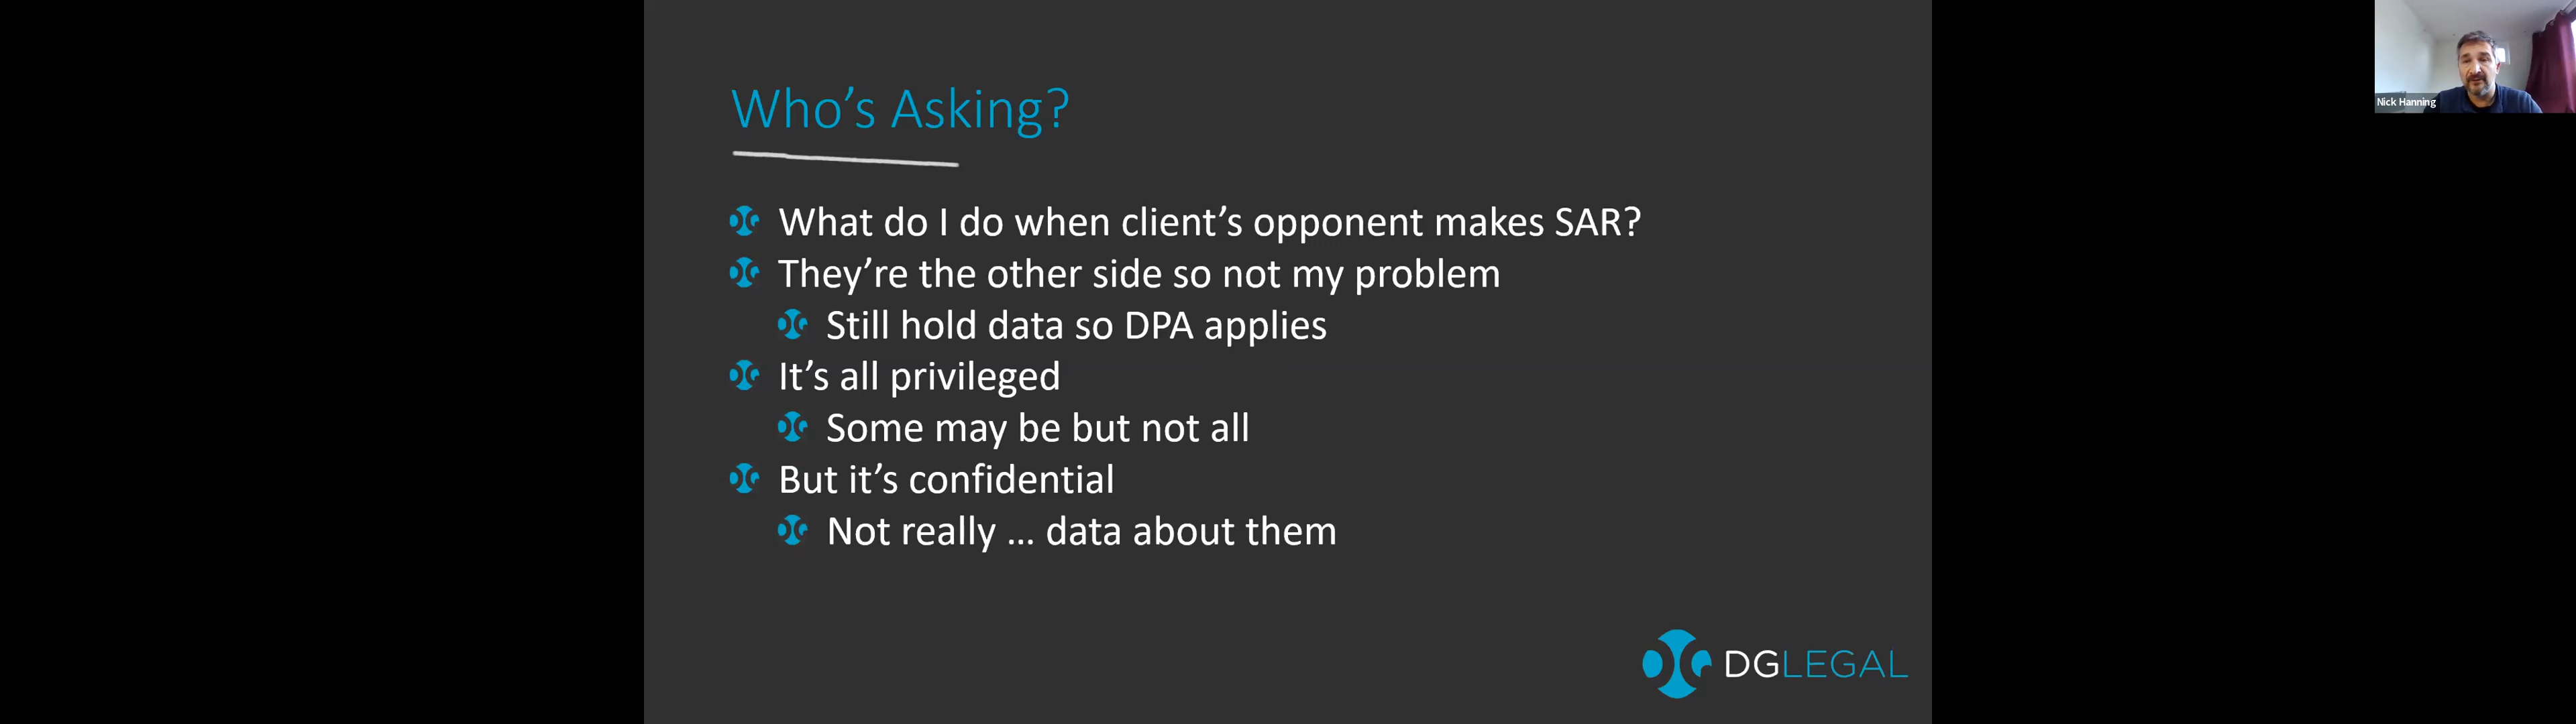 Who’s Asking?
What do I do when client’s opponent makes SAR?
They’re the other side so not my problem
Still hold data so DPA applies
It’s all privileged
Some may be but not all
But it’s confidential
Not really … data about them
DGLEGAL
Nick Hanning